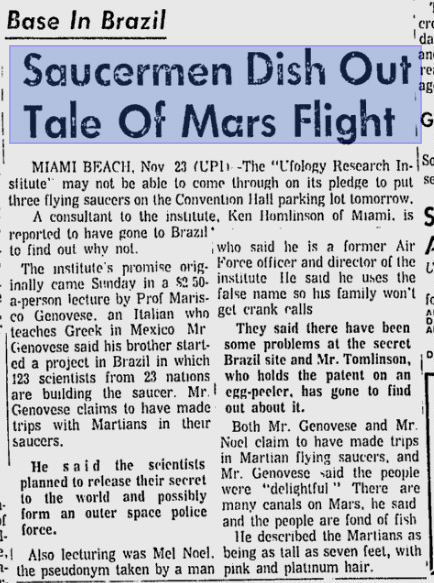 Base In Brazil
Saucermen Dish Out
Tale Of Mars Flight
MIAMI BEACH, Nov 23 (UPI) -The "Ufology Research In-
stitute" may not be able to come through on its pledge to put
three flying saucers on the Convention Hall parking lot tomorrow.
A consultant to the institute, Ken Homlinson of Miami, is
reported to have gone to Brazil
to find out why not.
The institute's promise orig-
inally came Sunday in a $2 50-
a-person lecture by Prof Maris-
co Genovese, an Italian who
teaches Greek in Mexico Mr
Genovese said his brother start-
ed a project in Brazil in which
123 scientists from 23 nations
are building the saucer. Mr.
Genovese claims to have made
trips with Martians in their
saucers.
He said the scientists
planned to release their secret
to the world and possibly
form an outer space police
force.
Also lecturing was Mel Noel,
the pseudonym taken by a man
who said he is a former Air
Force officer and director of the
institute He said he uses the
false name so his family won't
get crank calls
They said there have been
some problems at the secret
Brazil site and Mr. Tomlinson,
who holds the patent on an
egg-peeler, has gone to find
out about it.
Both Mr. Genovese and Mr.
Noel claim to have made trips
in Martian flying saucers, and
Mr. Genovese said the people
were "delightful" There are
many canals on Mars, he said
and the people are fond of fish
He described the Martians as
being as tall as seven feet, with
pink and platinum hair.